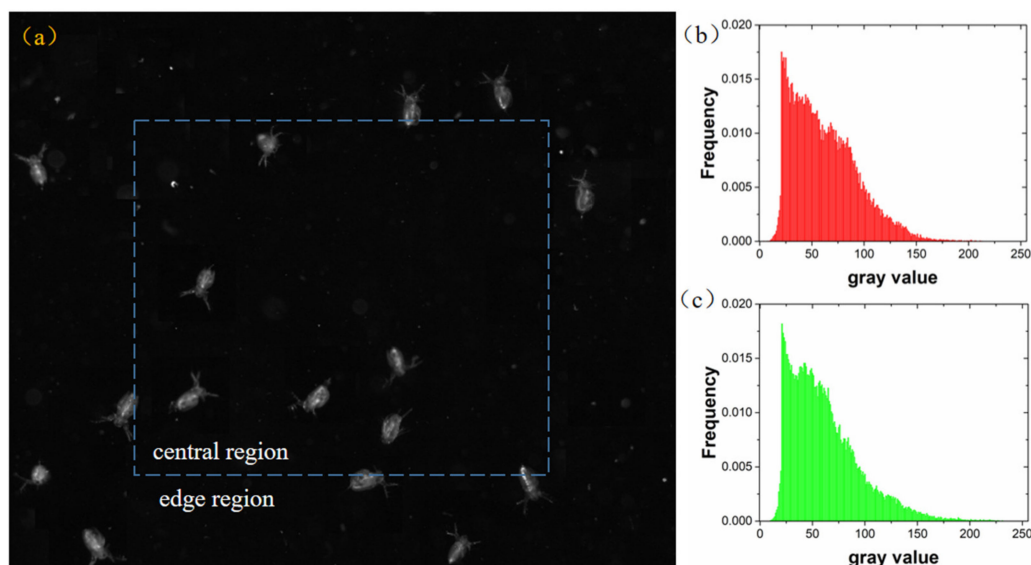 （a）
central region
edge region
（b）
0.020
0.015
0.010
0.005
0.000
Frequency
0 50 100 150 200 250
gray value
（c）
0.020
0.015
0.010
0.005
0.000
Frequency
0 50 100 150 200 250
gray value